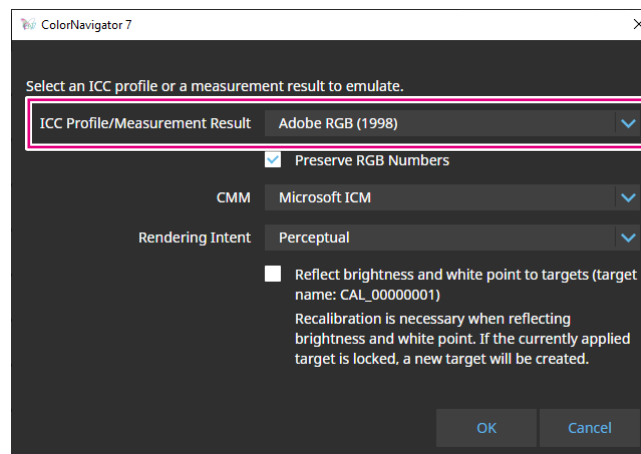 ColorNavigator 7
Select an ICC profile or a measurement result to emulate.
ICC Profile/Measurement Result Adobe RGB (1998)
Preserve RGB Numbers
CMM Microsoft ICM
Rendering Intent Perceptual
Reflect brightness and white point to targets (target
name: CAL_00000001)
Recalibration is necessary when reflecting
brightness and white point. If the currently applied
target is locked, a new target will be created.
OK Cancel